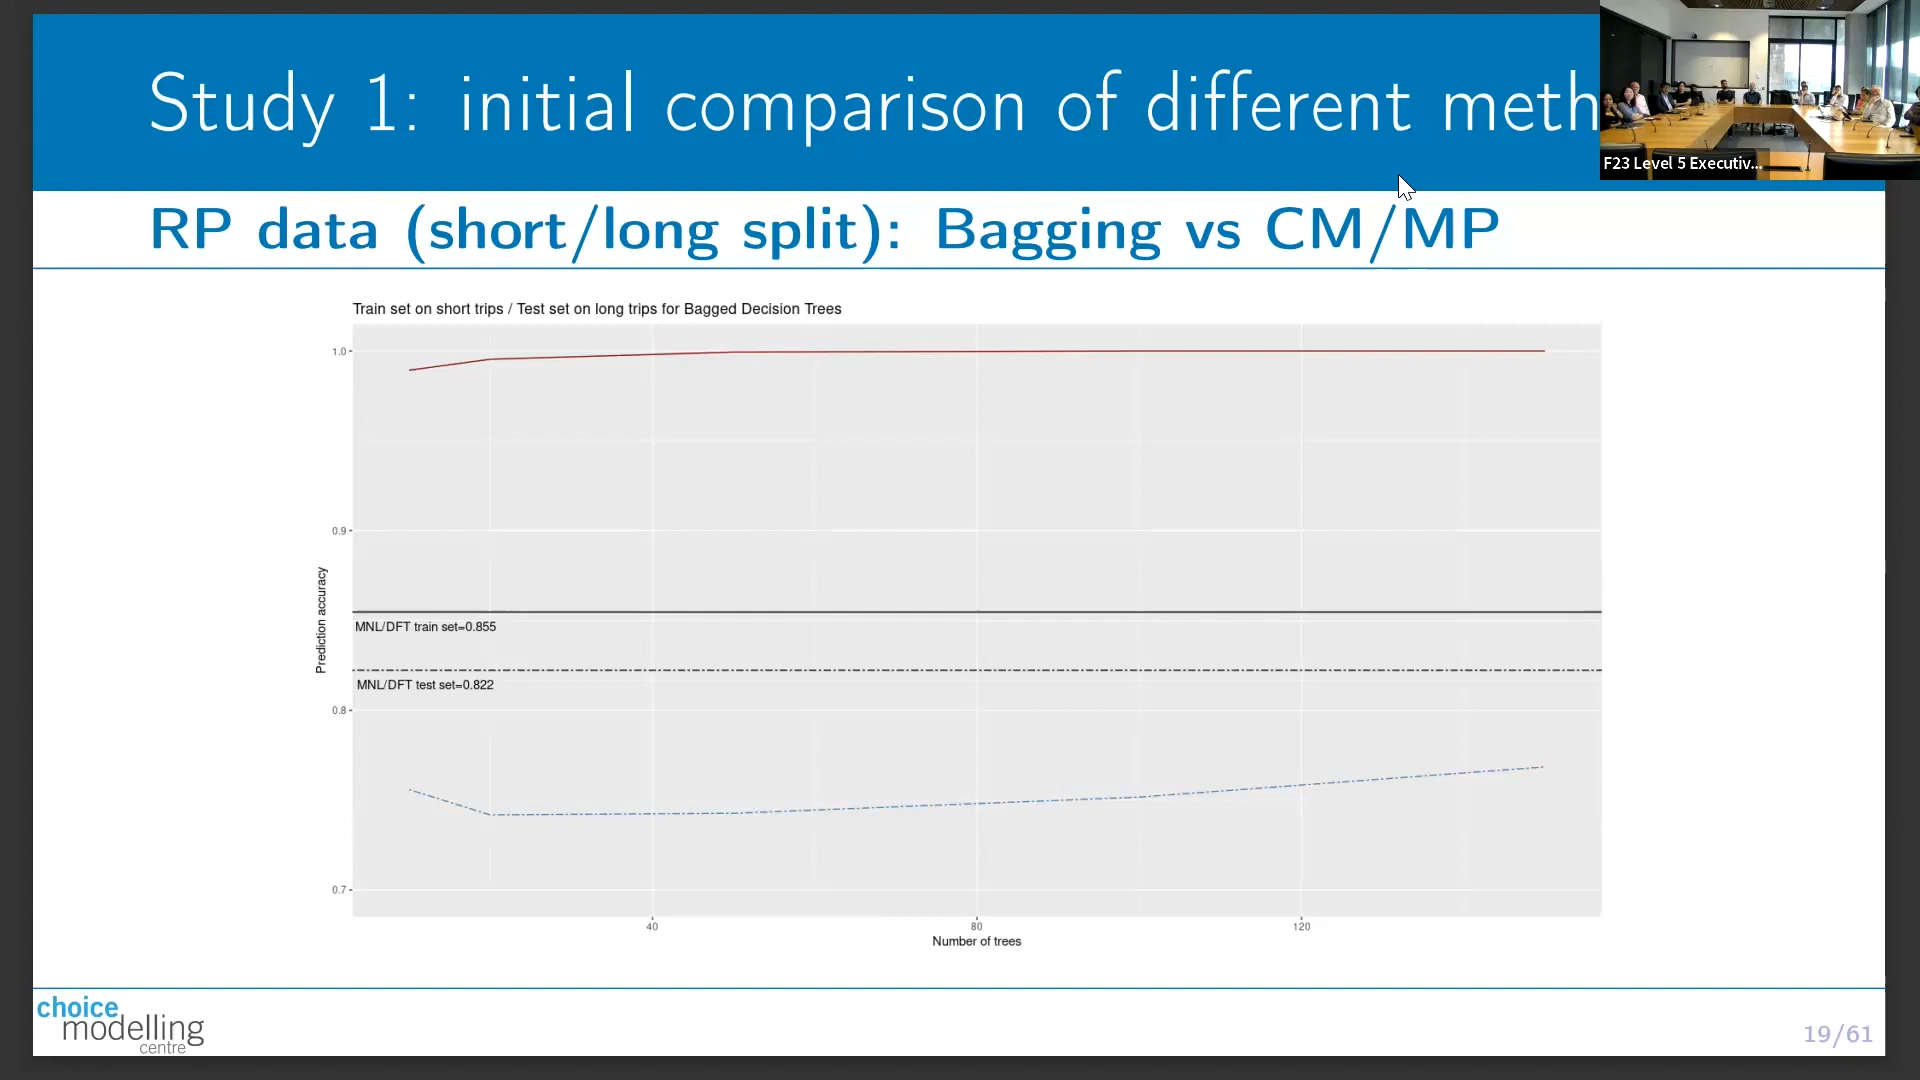 Study 1: initial comparison of different meth
F23 Level 5 Executiv...
RP data (short/long split): Bagging vs CM/MP
Train set on short trips / Test set on long trips for Bagged Decision Trees
1.0
0.9
0.8
0.7
Prediction accuracy
MNL/DFT train set=0.855
MNL/DFT test set=0.822
40 80 120
Number of trees
choice
modelling
centre
19/61